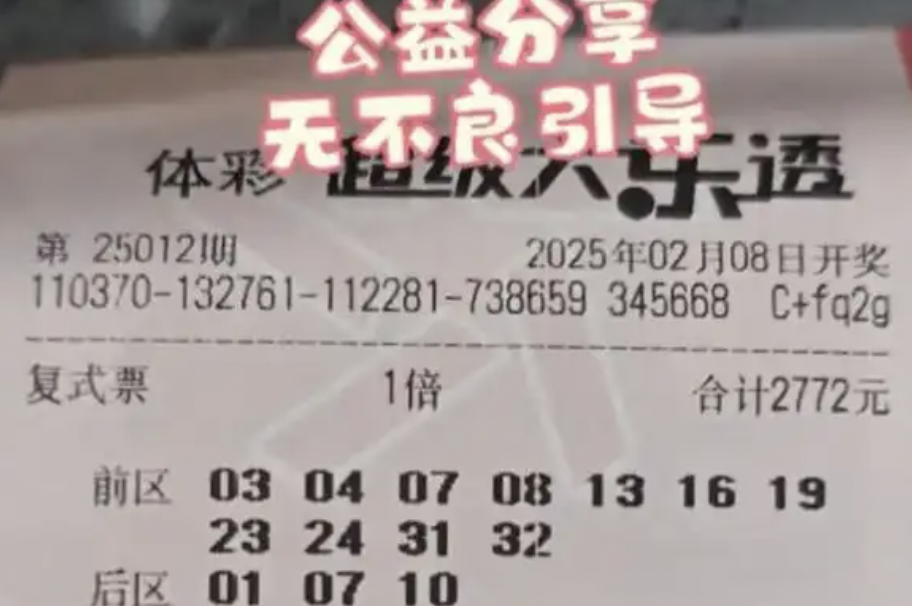 公益分享
无不良引导
体彩 超级大乐透
第 25012期 2025年02月08日开奖
110370-132761-112281-738659 345668 C+fq2g
复式票 1倍 合计2772元
前区 03 04 07 08 13 16 19
23 24 31 32
后区 01 07 10